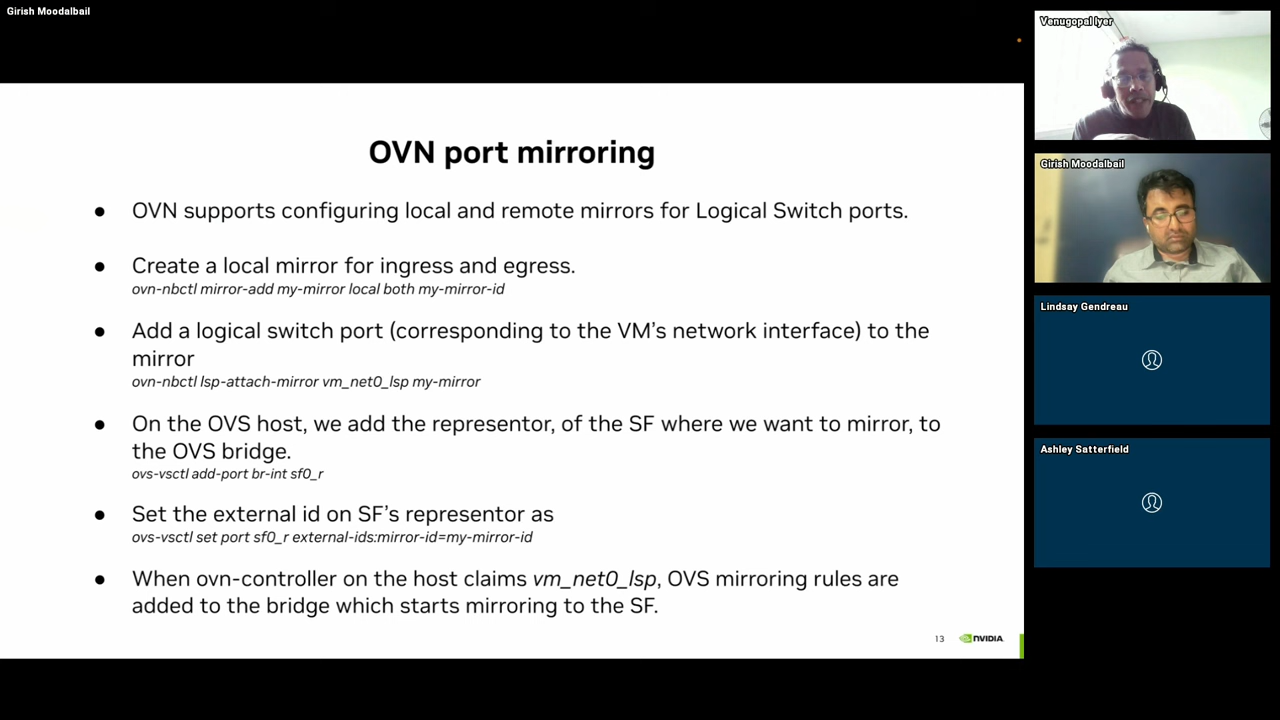 Girish Moodalbail
OVN port mirroring
● OVN supports configuring local and remote mirrors for Logical Switch ports.
● Create a local mirror for ingress and egress.
ovn-nbctl mirror-add my-mirror local both my-mirror-id
● Add a logical switch port (corresponding to the VM's network interface) to the
mirror
ovn-nbctl lsp-attach-mirror vm_net0_lsp my-mirror
● On the OVS host, we add the representor, of the SF where we want to mirror, to
the OVS bridge.
ovs-vsctl add-port br-int sf0_r
● Set the external id on SF's representor as
ovs-vsctl set port sf0_r external-ids:mirror-id=my-mirror-id
● When ovn-controller on the host claims vm_net0_lsp, OVS mirroring rules are
added to the bridge which starts mirroring to the SF.
13
NVIDIA
Venugopal Iyer
Girish Moodalbail
Lindsay Gendreau
Ashley Satterfield